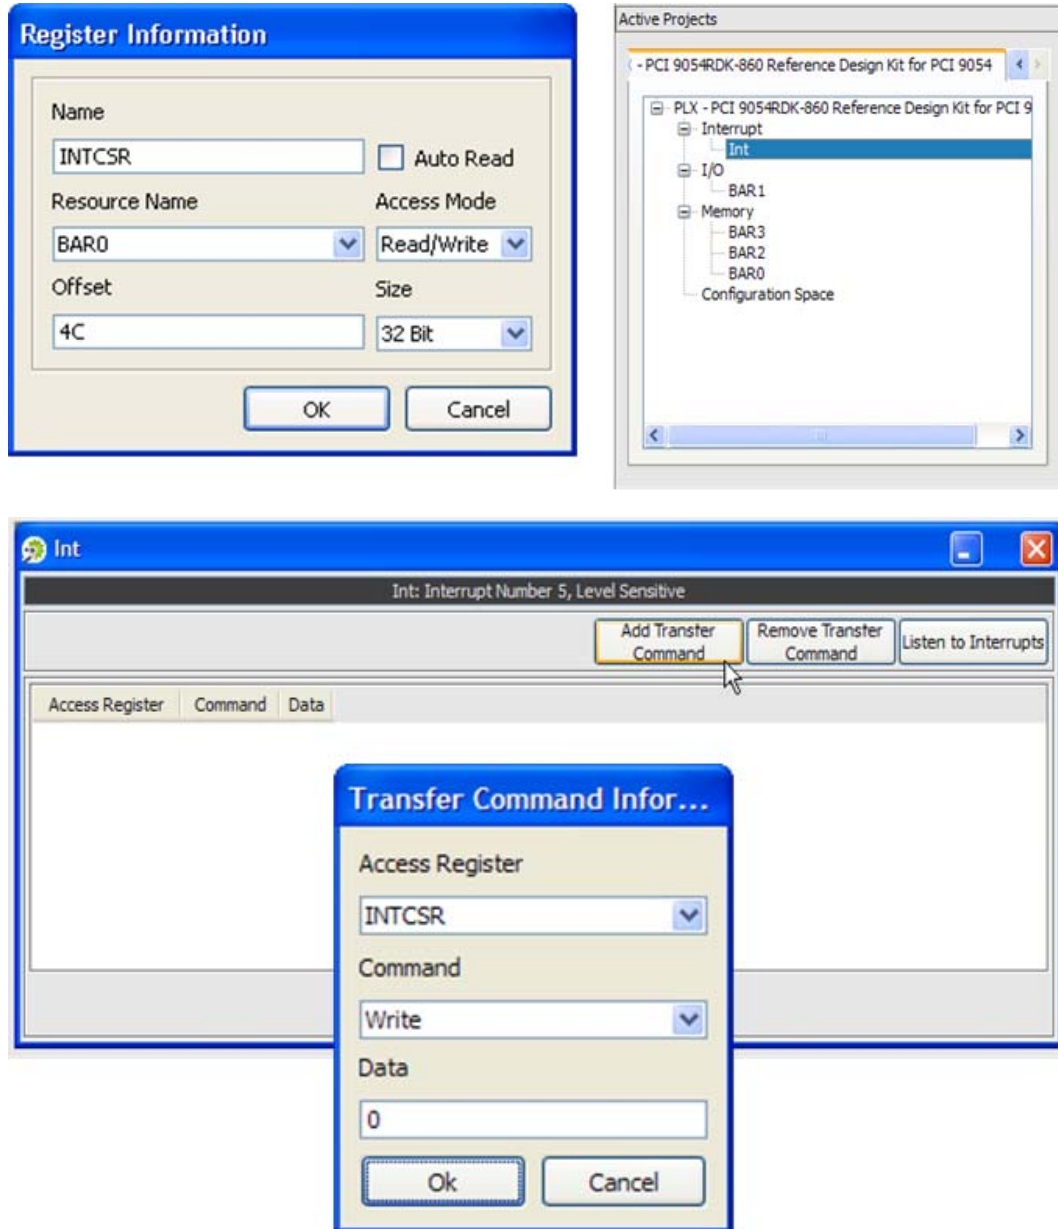 Register Information
Name
INTCSR
Auto Read
Resource Name
Access Mode
BAR0
Read/Write
Offset
Size
4C
32 Bit
OK
Cancel
Active Projects
- PCI 9054RDK-860 Reference Design Kit for PCI 9054
PLX - PCI 9054RDK-860 Reference Design Kit for PCI 9
Interrupt
Int
I/O
BAR1
Memory
BAR3
BAR2
BAR0
Configuration Space
Int
Int: Interrupt Number 5, Level Sensitive
Add Transfer
Command
Remove Transfer
Command
Listen to Interrupts
Access Register
Command
Data
Transfer Command Infor...
Access Register
INTCSR
Command
Write
Data
0
Ok
Cancel